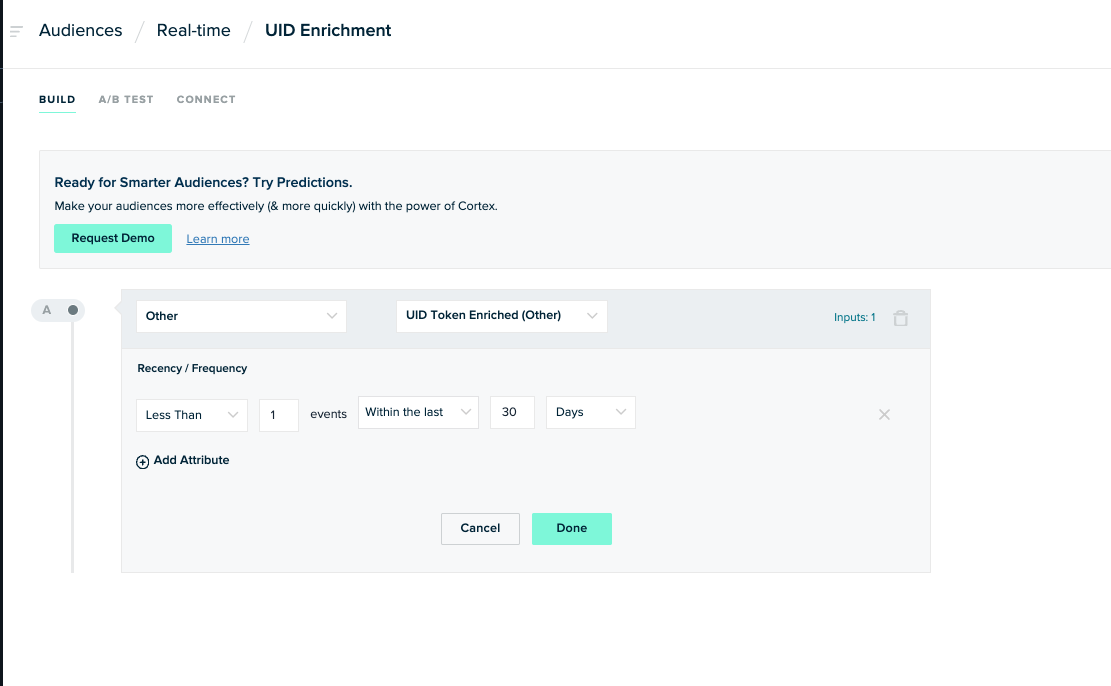 Audiences / Real-time / UID Enrichment
BUILD A/B TEST CONNECT
Ready for Smarter Audiences? Try Predictions.
Make your audiences more effectively (& more quickly) with the power of Cortex.
Request Demo Learn more
A
Other UID Token Enriched (Other) Inputs: 1
Recency / Frequency
Less Than 1 events Within the last 30 Days
Add Attribute
Cancel Done